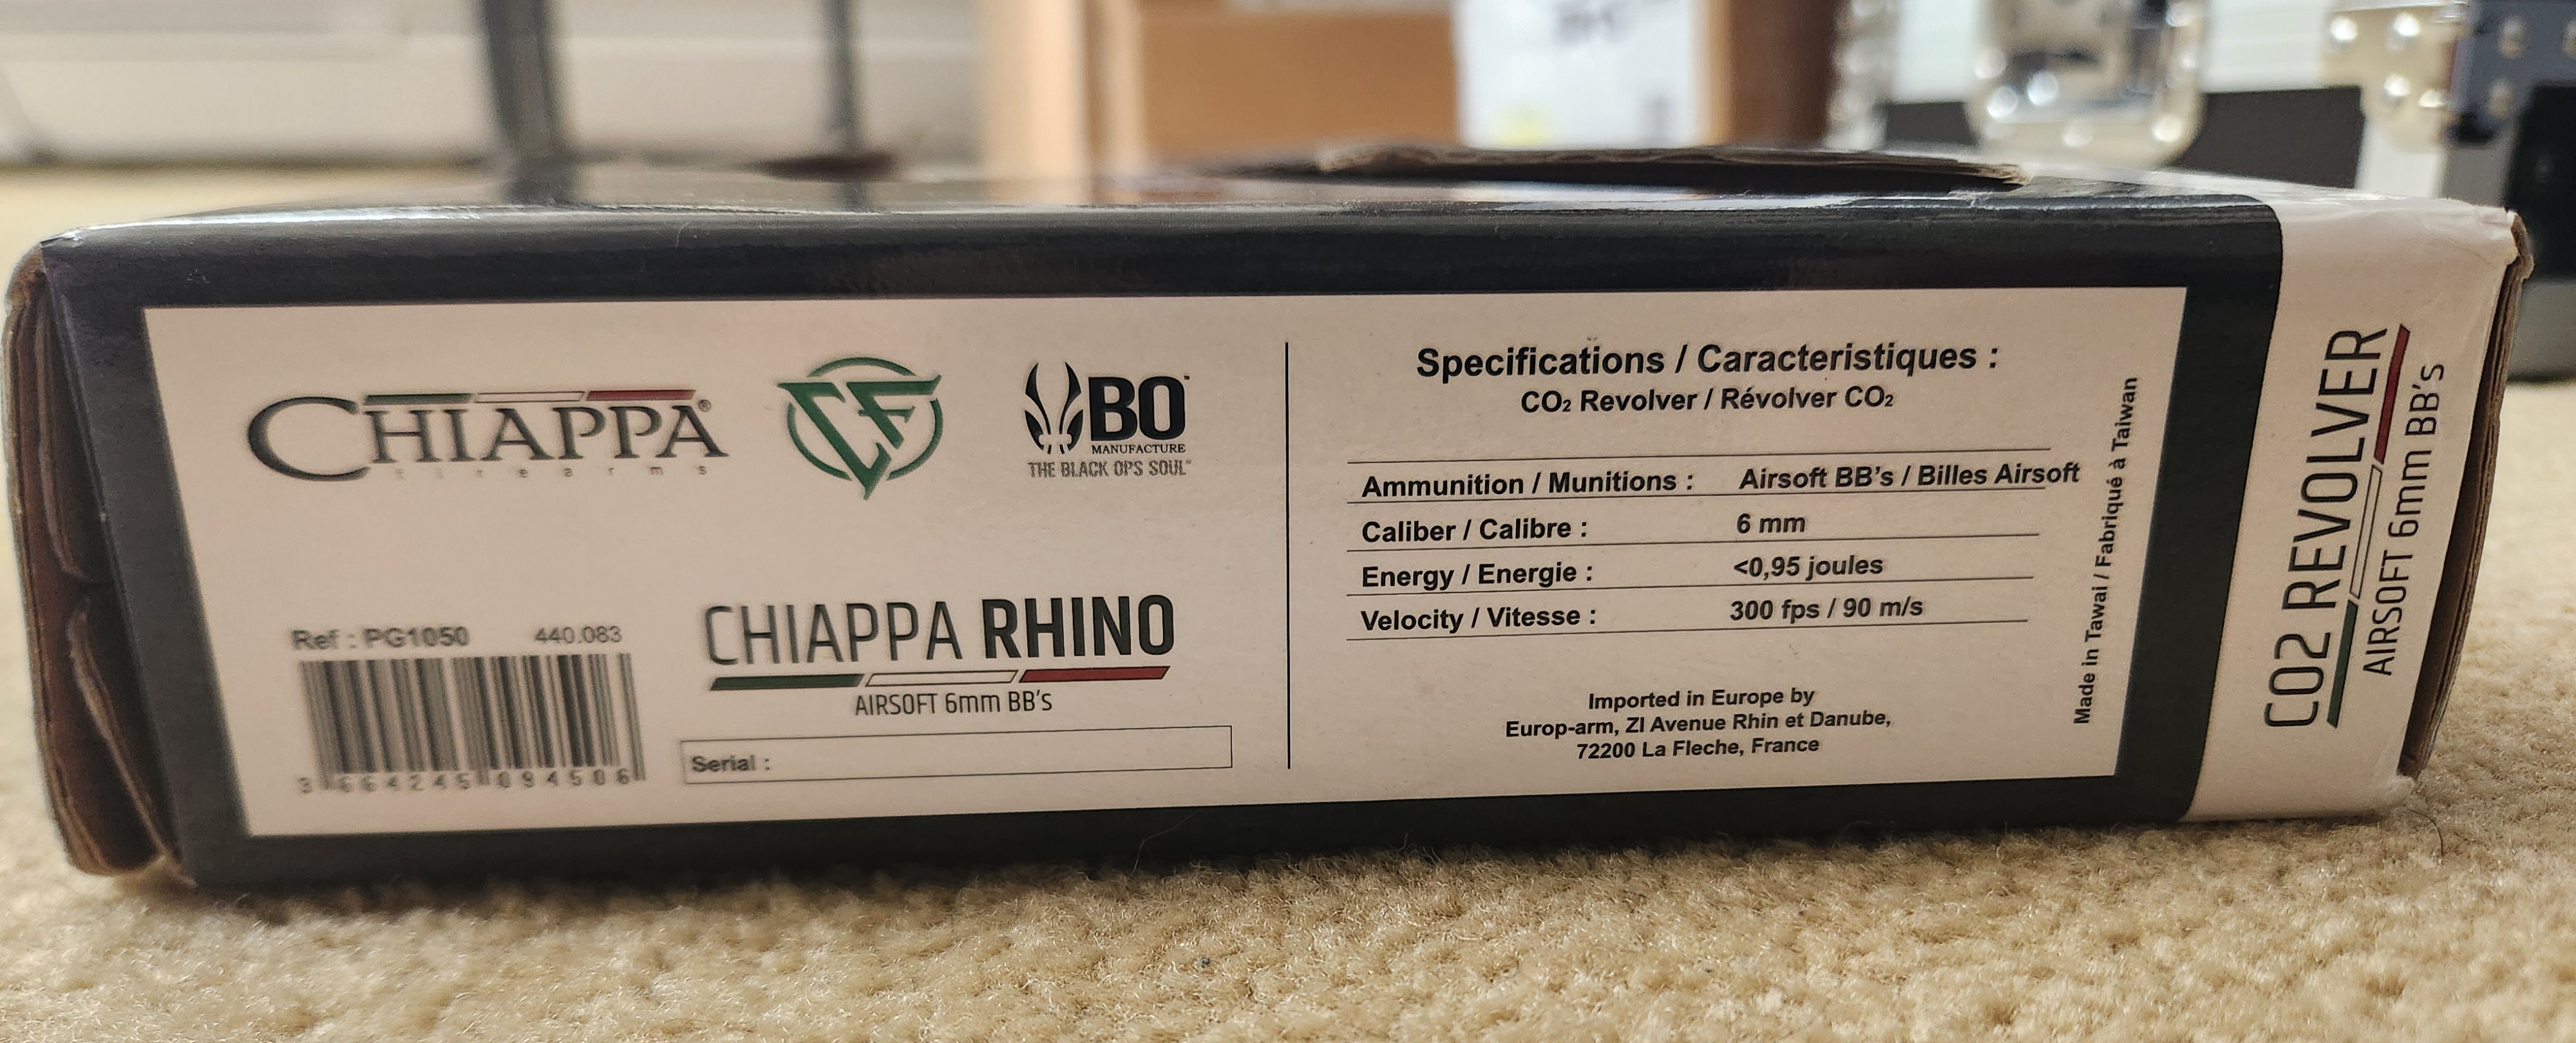 CHIAPPA®
firearms
CF
BO™
MANUFACTURE
THE BLACK OPS SOUL™
Ref : PG1050 440.083
3 664245 094506
CHIAPPA RHINO
AIRSOFT 6mm BB's
Serial :
Specifications / Caracteristiques :
CO₂ Revolver / Révolver CO₂
Ammunition / Munitions : Airsoft BB's / Billes Airsoft
Caliber / Calibre : 6 mm
Energy / Energie : <0,95 joules
Velocity / Vitesse : 300 fps / 90 m/s
Imported in Europe by
Europ-arm, ZI Avenue Rhin et Danube,
72200 La Fleche, France
Made in Tawai / Fabriqué à Taiwan
CO2 REVOLVER
AIRSOFT 6mm BB's